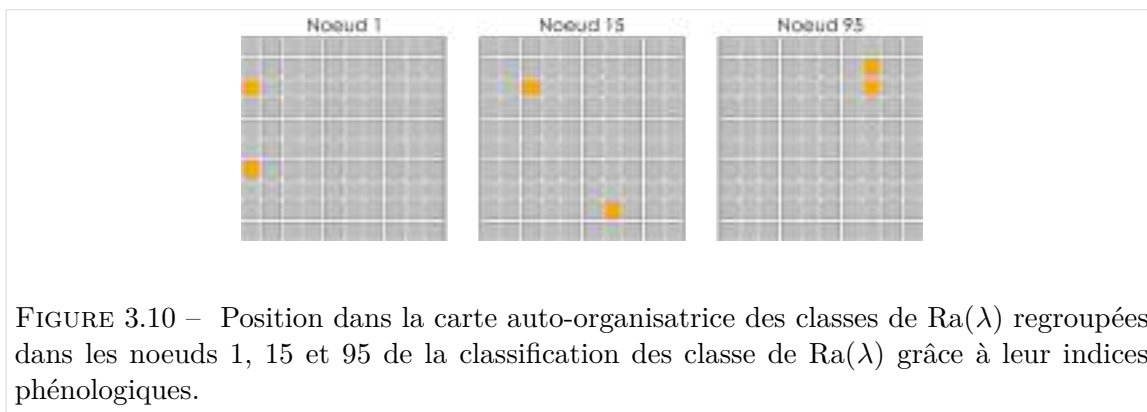 Noeud 1 Noeud 15 Noeud 95
FIGURE 3.10 – Position dans la carte auto-organisatrice des classes de Ra(λ) regroupées
dans les noeuds 1, 15 et 95 de la classification des classe de Ra(λ) grâce à leur indices
phénologiques.